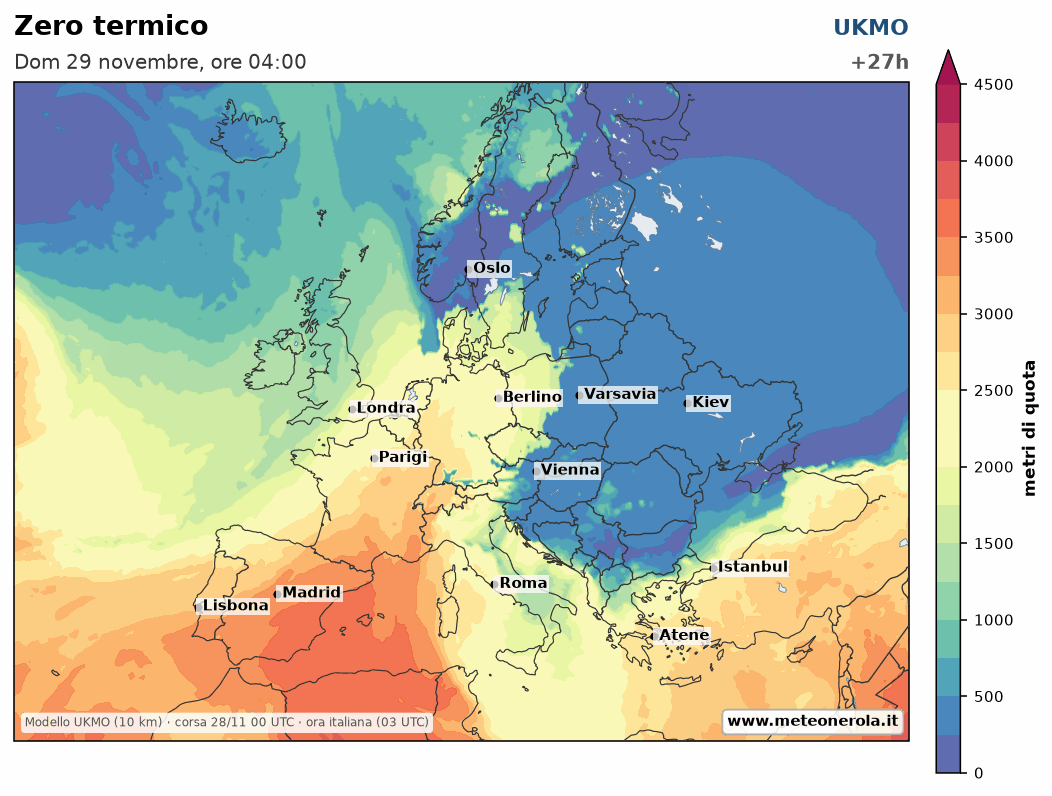 Zero termico
UKMO
Dom 29 novembre, ore 04:00
+27h
4500
4000
3500
3000
2500
2000
1500
1000
500
0
metri di quota
Oslo
Berlino
Varsavia
Kiev
Londra
Parigi
Vienna
Istanbul
Roma
Madrid
Lisbona
Atene
Modello UKMO (10 km) · corsa 28/11 00 UTC · ora italiana (03 UTC)
www.meteonerola.it